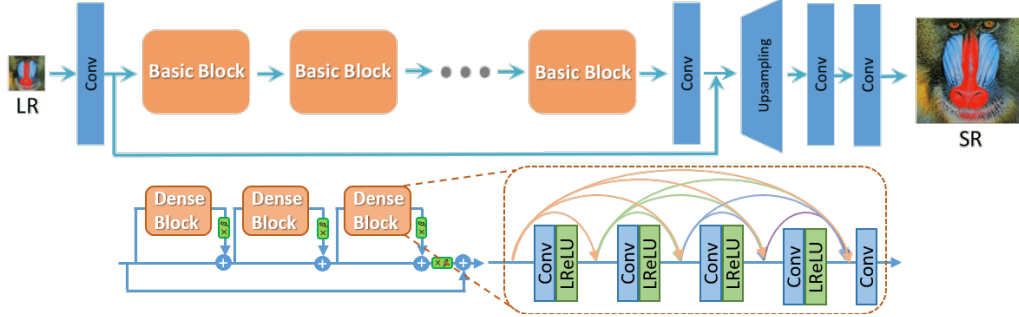 LR
Conv
Basic Block
Basic Block
Basic Block
Conv
Upsampling
Conv
Conv
SR
Dense
Block
×β
Dense
Block
×β
Dense
Block
×β
+
+
+
×β
+
Conv
LReLU
Conv
LReLU
Conv
LReLU
Conv
LReLU
Conv